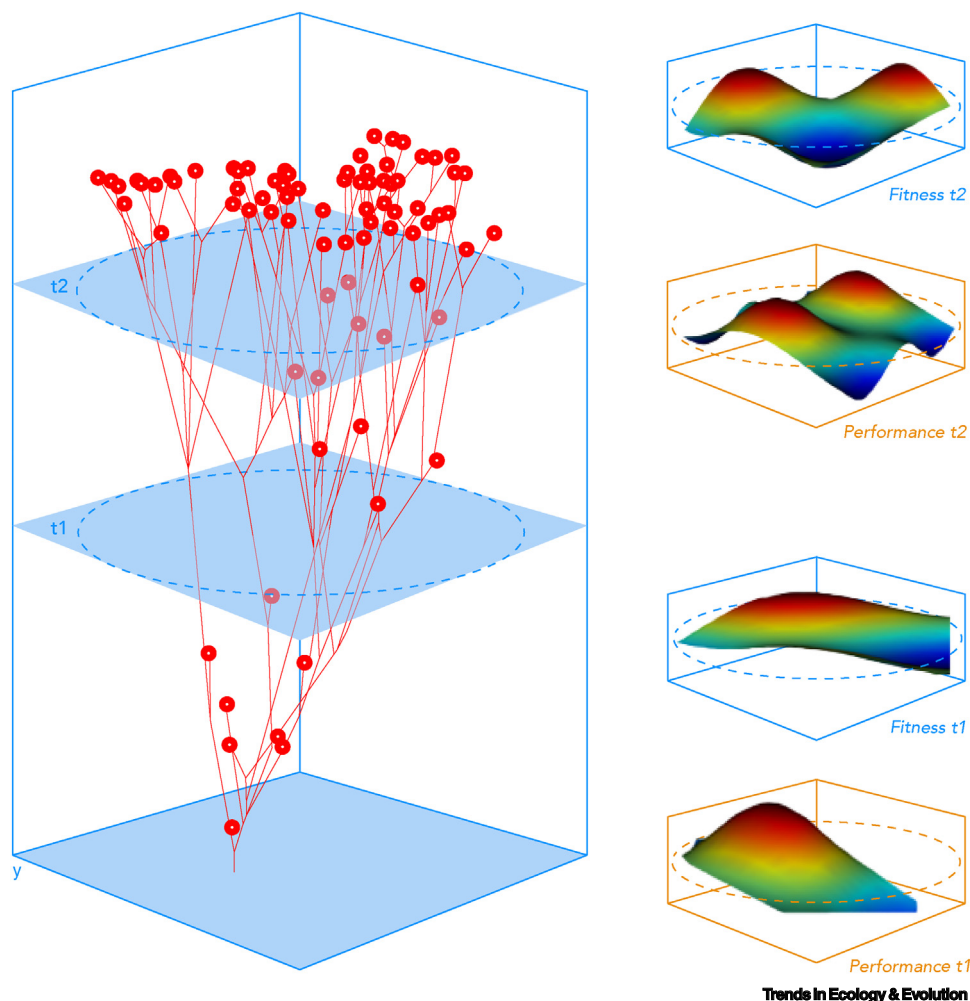 t2
t1
y
Fitness t2
Performance t2
Fitness t1
Performance t1
Trends in Ecology & Evolution